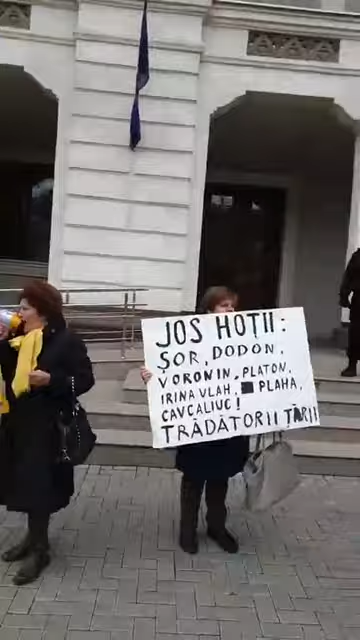 JOS HOȚII:
ȘOR, DODON,
VORONIN, PLATON,
IRINA VLAH, PLAHA,
CAVCALIUC!
TRĂDĂTORII ȚĂRII